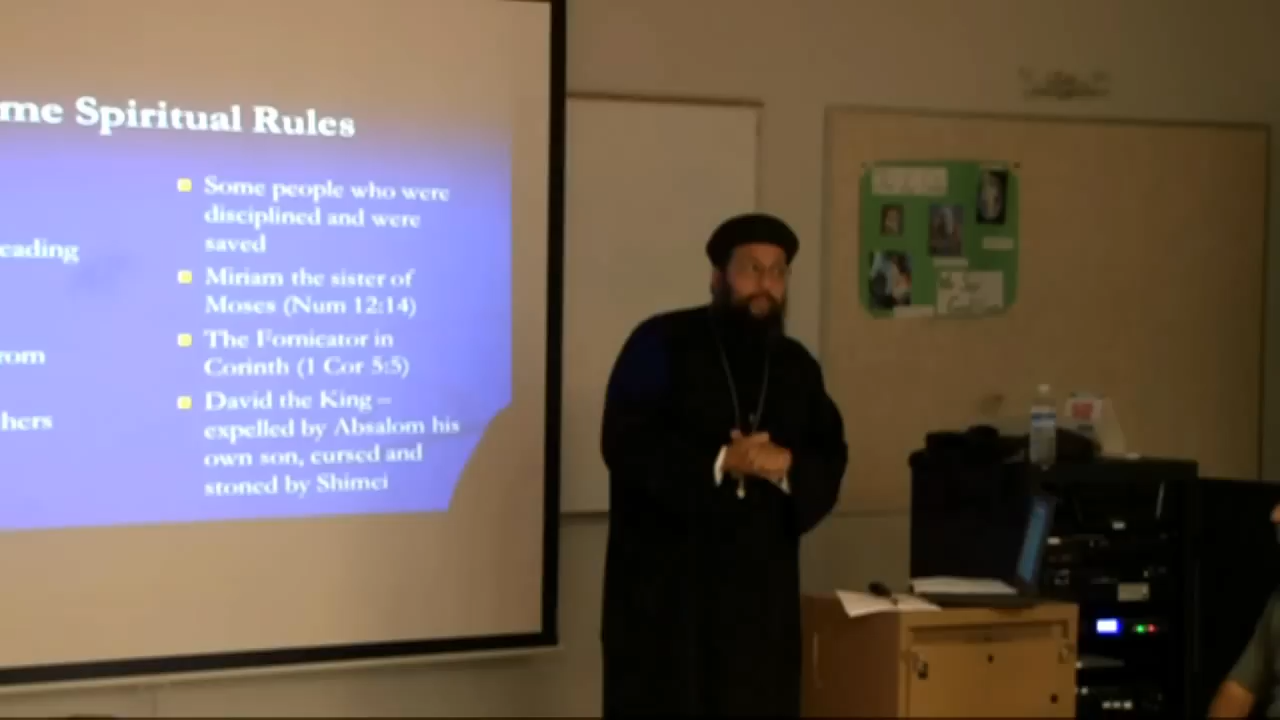 me Spiritual Rules
eading
rom
hers
Some people who were
disciplined and were
saved
Miriam the sister of
Moses (Num 12:14)
The Fornicator in
Corinth (1 Cor 5:5)
David the King –
expelled by Absalom his
own son, cursed and
stoned by Shimei